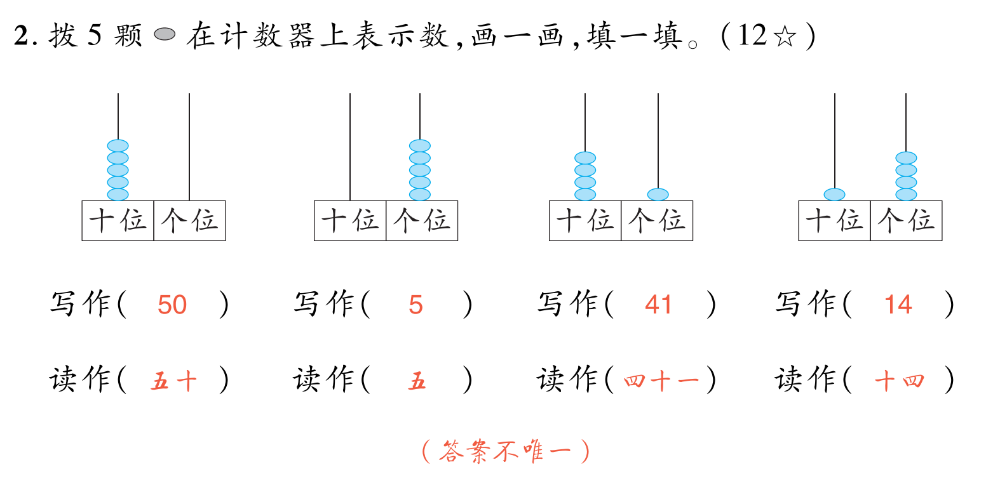 2. 拨 5 颗 在计数器上表示数,画一画,填一填。(12☆)
十位 个位 十位 个位 十位 个位 十位 个位
写作( 50 ) 写作( 5 ) 写作( 41 ) 写作( 14 )
读作( 五十 ) 读作( 五 ) 读作( 四十一 ) 读作( 十四 )
(答案不唯一)